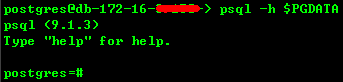 postgres@db-172-16- -> psql -h $PGDATA
psql (9.1.3)
Type "help" for help.
postgres=#